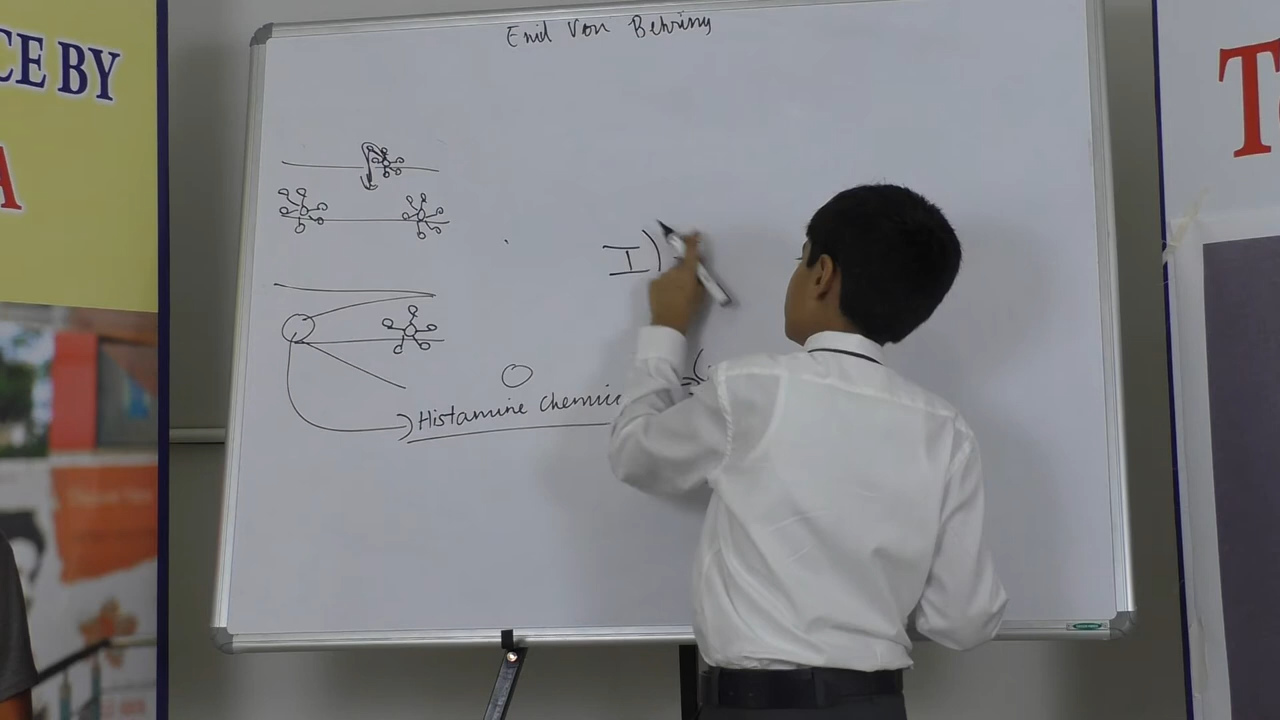 Emil Von Behring
CE BY
A
T
I)
Histamine Chemic